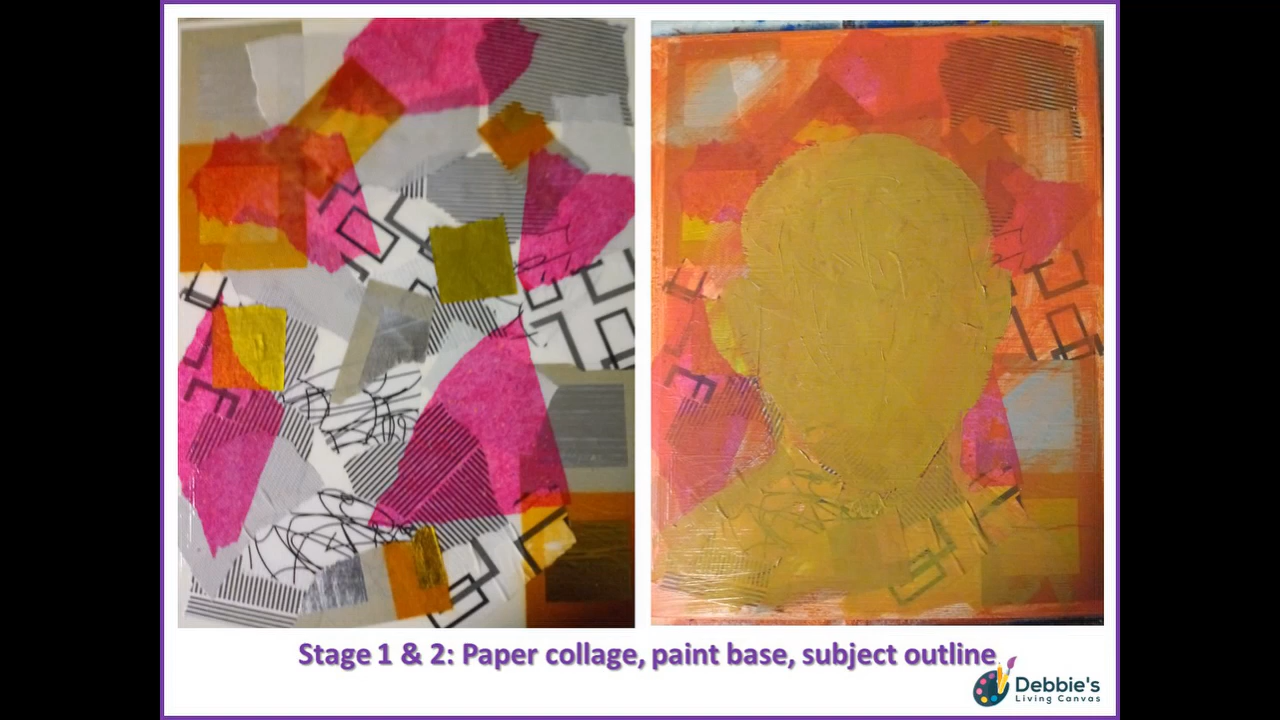 Stage 1 & 2: Paper collage, paint base, subject outline
Debbie's
Living Canvas